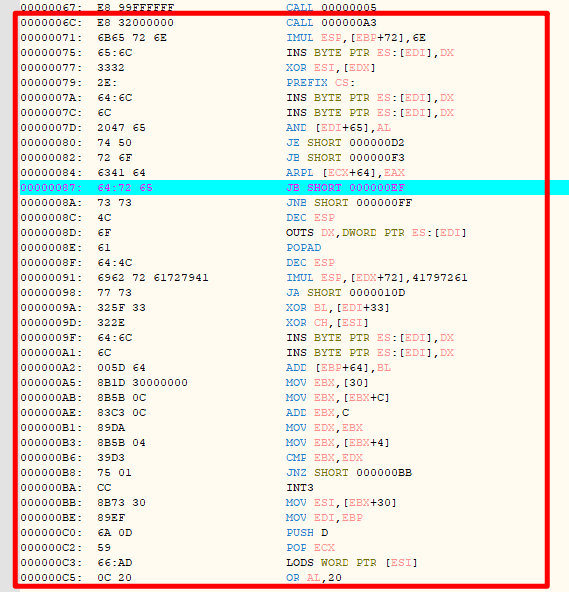 00000067: E8 99FFFFFF CALL 00000005
0000006C: E8 32000000 CALL 000000A3
00000071: 6B65 72 6E IMUL ESP,[EBP+72],6E
00000075: 65:6C INS BYTE PTR ES:[EDI],DX
00000077: 3332 XOR ESI,[EDX]
00000079: 2E: PREFIX CS:
0000007A: 64:6C INS BYTE PTR ES:[EDI],DX
0000007C: 6C INS BYTE PTR ES:[EDI],DX
0000007D: 2047 65 AND [EDI+65],AL
00000080: 74 50 JE SHORT 000000D2
00000082: 72 6F JB SHORT 000000F3
00000084: 6341 64 ARPL [ECX+64],EAX
00000087: 64:72 65 JB SHORT 000000EF
0000008A: 73 73 JNB SHORT 000000FF
0000008C: 4C DEC ESP
0000008D: 6F OUTS DX,DWORD PTR ES:[EDI]
0000008E: 61 POPAD
0000008F: 64:4C DEC ESP
00000091: 6962 72 61727941 IMUL ESP,[EDX+72],41797261
00000098: 77 73 JA SHORT 0000010D
0000009A: 325F 33 XOR BL,[EDI+33]
0000009D: 322E XOR CH,[ESI]
0000009F: 64:6C INS BYTE PTR ES:[EDI],DX
000000A1: 6C INS BYTE PTR ES:[EDI],DX
000000A2: 005D 64 ADD [EBP+64],BL
000000A5: 8B1D 30000000 MOV EBX,[30]
000000AB: 8B5B 0C MOV EBX,[EBX+C]
000000AE: 83C3 0C ADD EBX,C
000000B1: 89DA MOV EDX,EBX
000000B3: 8B5B 04 MOV EBX,[EBX+4]
000000B6: 39D3 CMP EBX,EDX
000000B8: 75 01 JNZ SHORT 000000BB
000000BA: CC INT3
000000BB: 8B73 30 MOV ESI,[EBX+30]
000000BE: 89EF MOV EDI,EBP
000000C0: 6A 0D PUSH D
000000C2: 59 POP ECX
000000C3: 66:AD LODS WORD PTR [ESI]
000000C5: 0C 20 OR AL,20